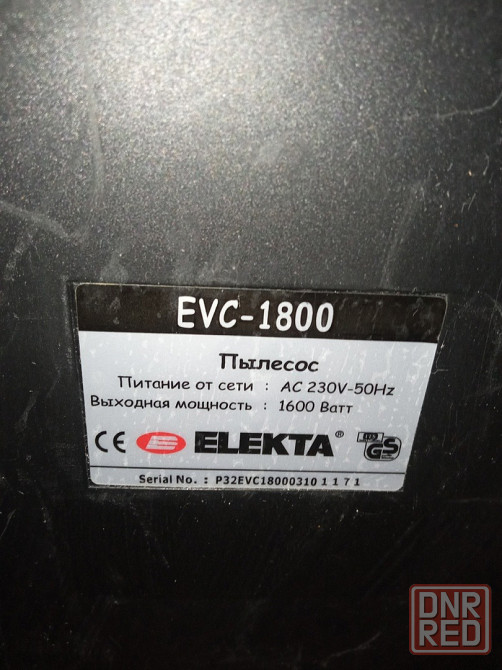 EVC-1800
Пылесос
Питание от сети : AC 230V-50Hz
Выходная мощность : 1600 Ватт
CE ELEKTA® GS
Serial No. : P32EVC18000310 1 1 7 1
DNR
RED